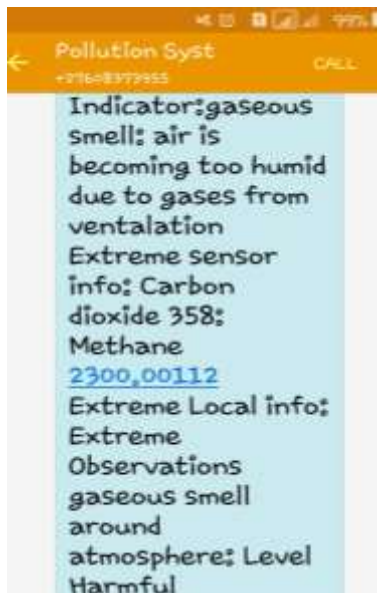 99%
Pollution Syst
CALL
Indicator:gaseous
smell: air is
becoming too humid
due to gases from
ventalation
Extreme sensor
info: Carbon
dioxide 358:
Methane
2300,00112
Extreme Local info:
Extreme
Observations
gaseous smell
around
atmosphere: Level
Harmful